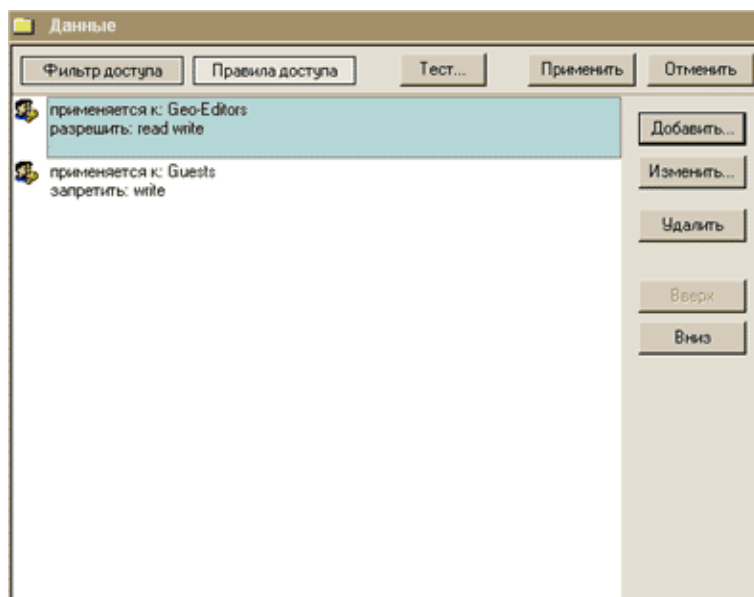 Данные
Фильтр доступа Правила доступа Тест... Применить Отменить
применяется к: Geo-Editors
разрешить: read write
применяется к: Guests
запретить: write
Добавить...
Изменить...
Удалить
Вверх
Вниз